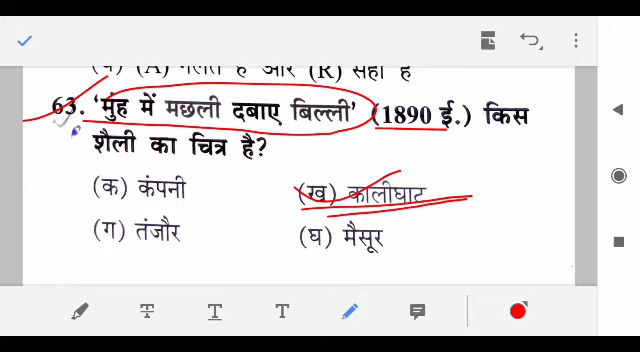 (घ) (A) गलत है और (R) सही है
63. 'मुंह में मछली दबाए बिल्ली' (1890 ई.) किस
शैली का चित्र है?
(क) कंपनी (ख) कालीघाट
(ग) तंजौर (घ) मैसूर
T T T